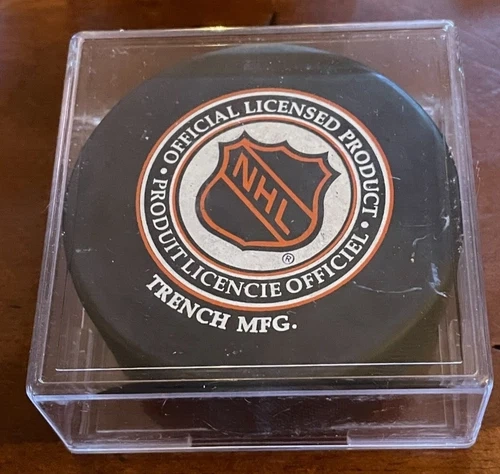 • OFFICIAL LICENSED PRODUCT •
PRODUIT LICENCIE OFFICIEL
NHL
®
TRENCH MFG.